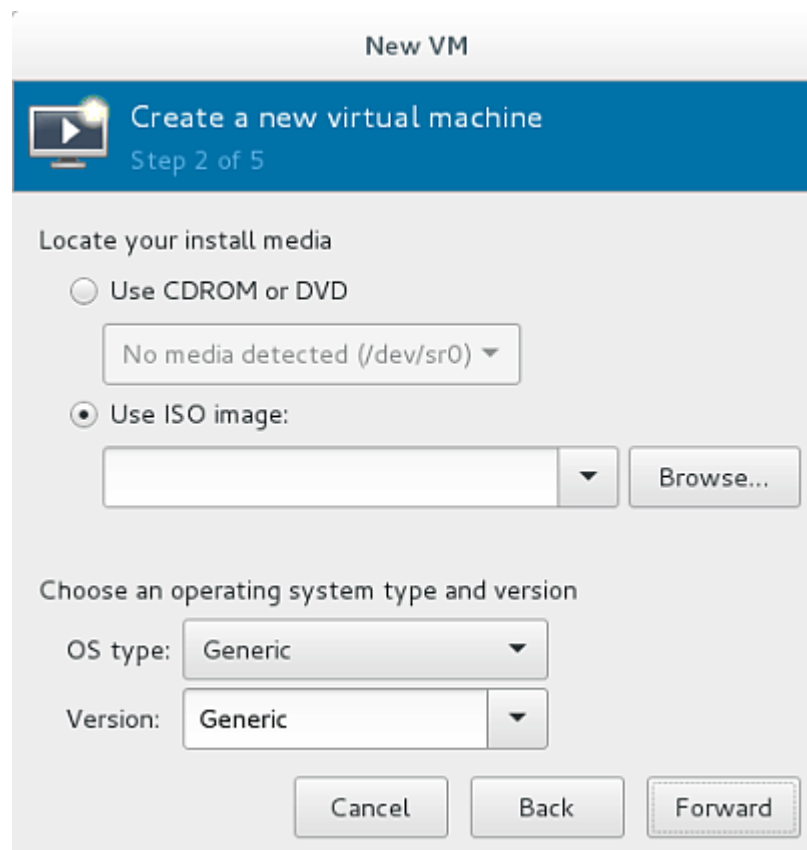 New VM
Create a new virtual machine
Step 2 of 5
Locate your install media
Use CDROM or DVD
No media detected (/dev/sr0)
Use ISO image:
Browse...
Choose an operating system type and version
OS type: Generic
Version: Generic
Cancel Back Forward